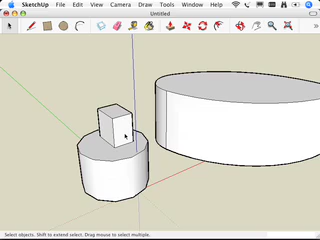 SketchUp File Edit View Camera Draw Tools Window Help
Untitled
Select objects. Shift to extend select. Drag mouse to select multiple.